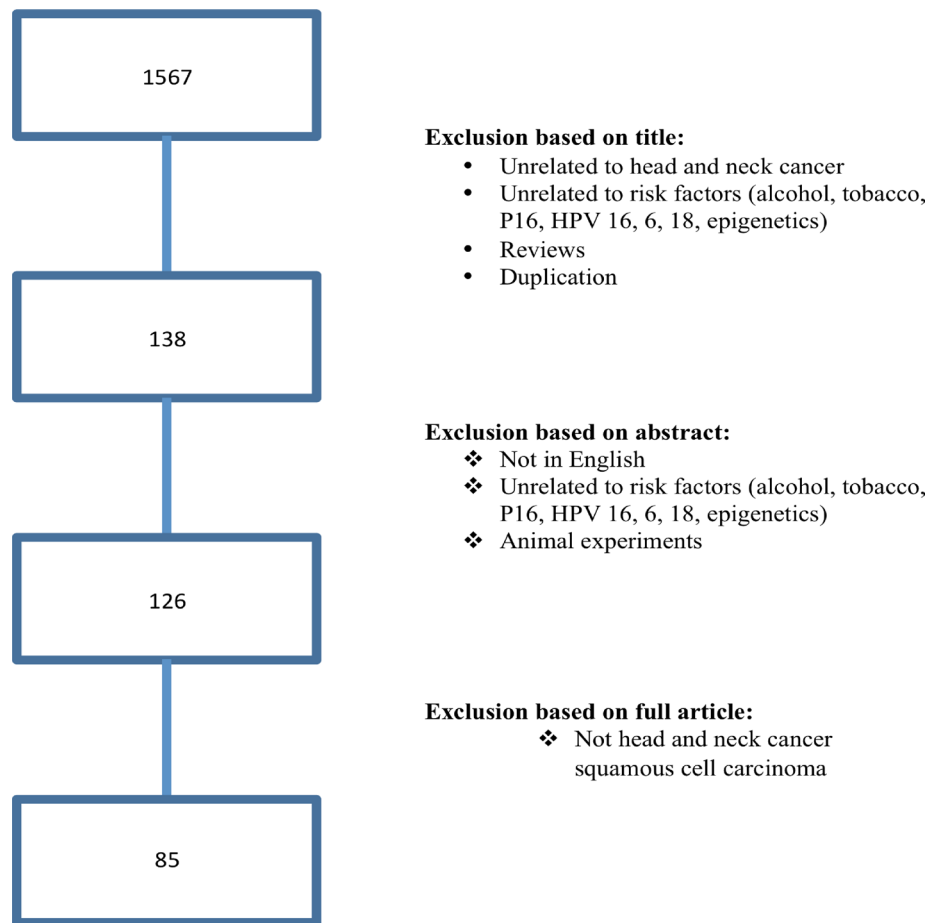 1567
Exclusion based on title:
• Unrelated to head and neck cancer
• Unrelated to risk factors (alcohol, tobacco,
P16, HPV 16, 6, 18, epigenetics)
• Reviews
• Duplication
138
Exclusion based on abstract:
❖ Not in English
❖ Unrelated to risk factors (alcohol, tobacco,
P16, HPV 16, 6, 18, epigenetics)
❖ Animal experiments
126
Exclusion based on full article:
❖ Not head and neck cancer
squamous cell carcinoma
85